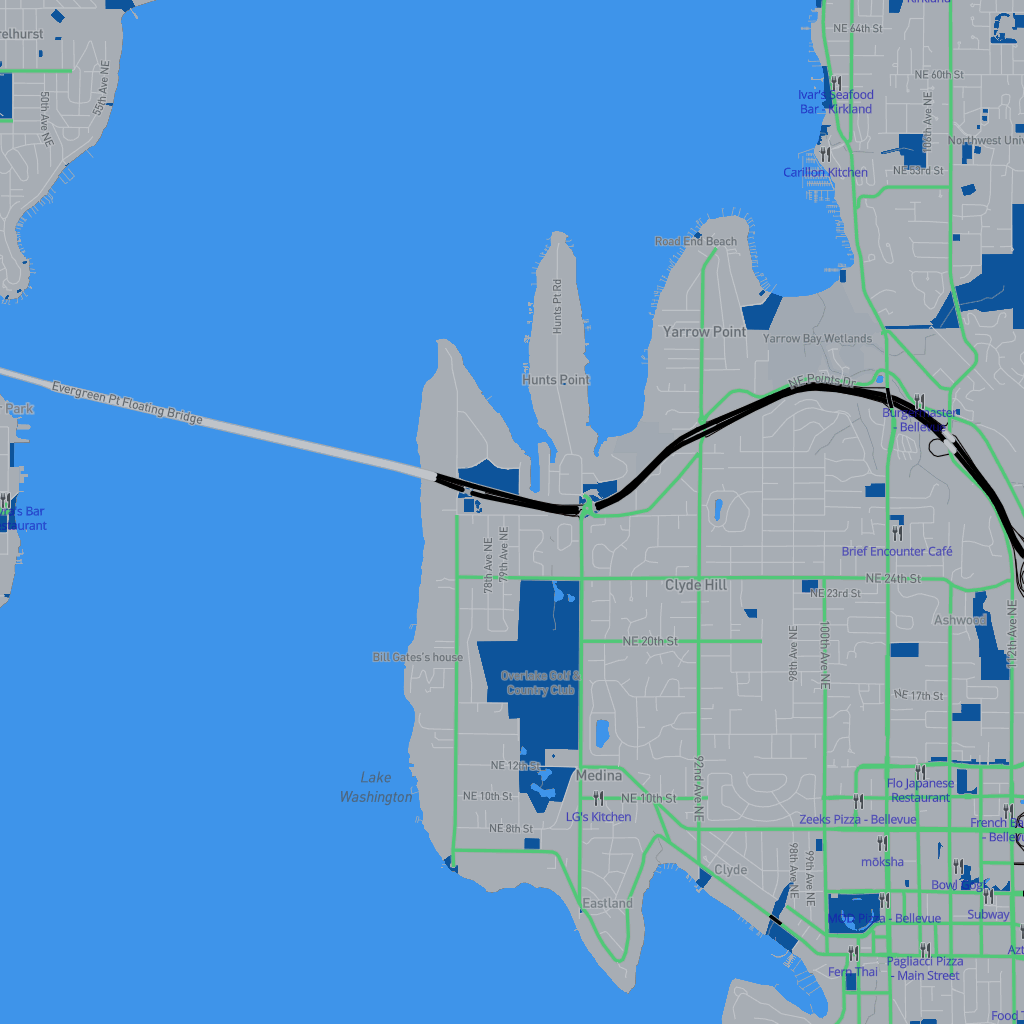 Kirkland
NE 64th St
relhurst
NE 60th St
55th Ave NE
50th Ave NE
Ivar's Seafood
Bar - Kirkland
108th Ave NE
Northwest Univ
Carillon Kitchen
NE 53rd St
Road End Beach
Hunts Pt Rd
Yarrow Point
Yarrow Bay Wetlands
Hunts Point
NE Points Dr
Evergreen Pt Floating Bridge
Park
Burgermaster
- Bellevue
's Bar
staurant
Brief Encounter Café
78th Ave NE
79th Ave NE
NE 24th St
Clyde Hill
NE 23rd St
Ashwood
112th Ave NE
NE 20th St
98th Ave NE
100th Ave NE
Bill Gates's house
Overlake Golf &
Country Club
NE 17th St
Lake
Washington
NE 12th St
Medina
92nd Ave NE
Flo Japanese
Restaurant
NE 10th St
NE 10th St
LG's Kitchen
Zeeks Pizza - Bellevue
French Ba
- Bellevu
NE 8th St
98th Ave NE
99th Ave NE
mōksha
Clyde
Bowl
Eastland
MOD Pizza - Bellevue
Subway
Azt
Fern Thai
Pagliacci Pizza
- Main Street
Food T